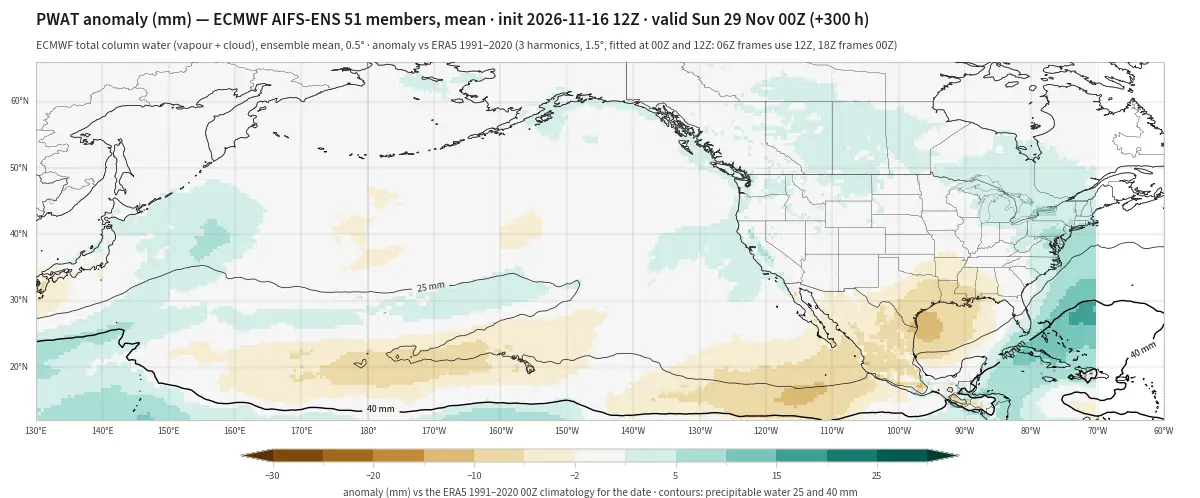 PWAT anomaly (mm) — ECMWF AIFS-ENS 51 members, mean · init 2026-11-16 12Z · valid Sun 29 Nov 00Z (+300 h)
ECMWF total column water (vapour + cloud), ensemble mean, 0.5° · anomaly vs ERA5 1991–2020 (3 harmonics, 1.5°, fitted at 00Z and 12Z: 06Z frames use 12Z, 18Z frames 00Z)
60°N
50°N
40°N
30°N
20°N
25 mm
40 mm
40 mm
130°E 140°E 150°E 160°E 170°E 180° 170°W 160°W 150°W 140°W 130°W 120°W 110°W 100°W 90°W 80°W 70°W 60°W
−30 −20 −10 −2 5 15 25
anomaly (mm) vs the ERA5 1991–2020 00Z climatology for the date · contours: precipitable water 25 and 40 mm